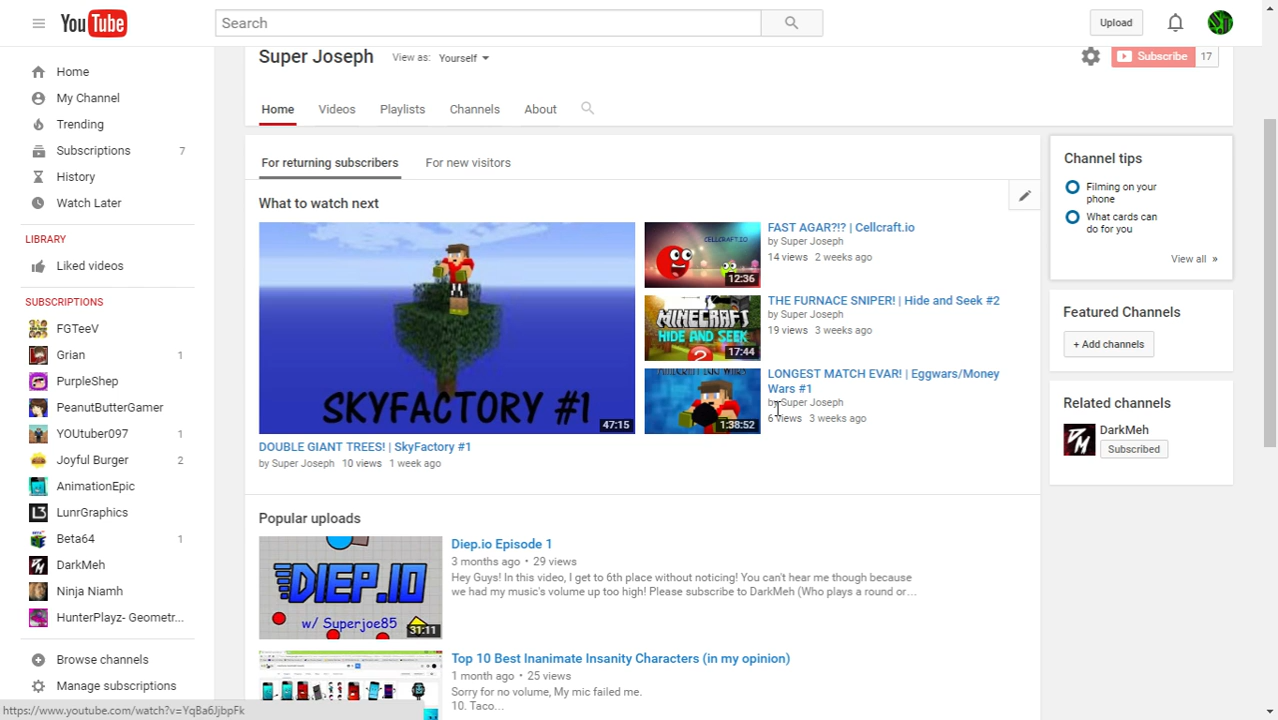 YouTube
Search
Upload
Home
My Channel
Trending
Subscriptions 7
History
Watch Later
LIBRARY
Liked videos
SUBSCRIPTIONS
FGTeeV
Grian 1
PurpleShep
PeanutButterGamer
YOUtuber097 1
Joyful Burger 2
AnimationEpic
LunrGraphics
Beta64 1
DarkMeh
Ninja Niamh
HunterPlayz- Geometr...
Browse channels
Manage subscriptions
https://www.youtube.com/watch?v=YqBa6JjbpFk
Super Joseph View as: Yourself
Subscribe 17
Home Videos Playlists Channels About
For returning subscribers For new visitors
What to watch next
SKYFACTORY #1
47:15
DOUBLE GIANT TREES! | SkyFactory #1
by Super Joseph 10 views 1 week ago
CELLCRAFT.IO
12:36
FAST AGAR?!? | Cellcraft.io
by Super Joseph
14 views 2 weeks ago
MINECRAFT
HIDE AND SEEK
2
17:44
THE FURNACE SNIPER! | Hide and Seek #2
by Super Joseph
19 views 3 weeks ago
MINECRAFT EGG WARS
1:38:52
LONGEST MATCH EVAR! | Eggwars/Money
Wars #1
by Super Joseph
6 views 3 weeks ago
Popular uploads
DIEP.IO
w/ Superjoe85
31:11
Diep.io Episode 1
3 months ago • 29 views
Hey Guys! In this video, I get to 6th place without noticing! You can't hear me though because
we had my music's volume up too high! Please subscribe to DarkMeh (Who plays a round or...
Top 10 Best Inanimate Insanity Characters (in my opinion)
1 month ago • 25 views
Sorry for no volume, My mic failed me.
10. Taco...
Channel tips
Filming on your
phone
What cards can
do for you
View all »
Featured Channels
+ Add channels
Related channels
DM
DarkMeh
Subscribed